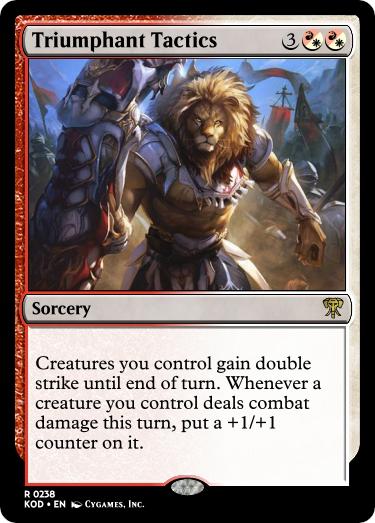 Triumphant Tactics 3
Sorcery
Creatures you control gain double
strike until end of turn. Whenever a
creature you control deals combat
damage this turn, put a +1/+1
counter on it.
R 0238
KOD • EN CYGAMES, INC.